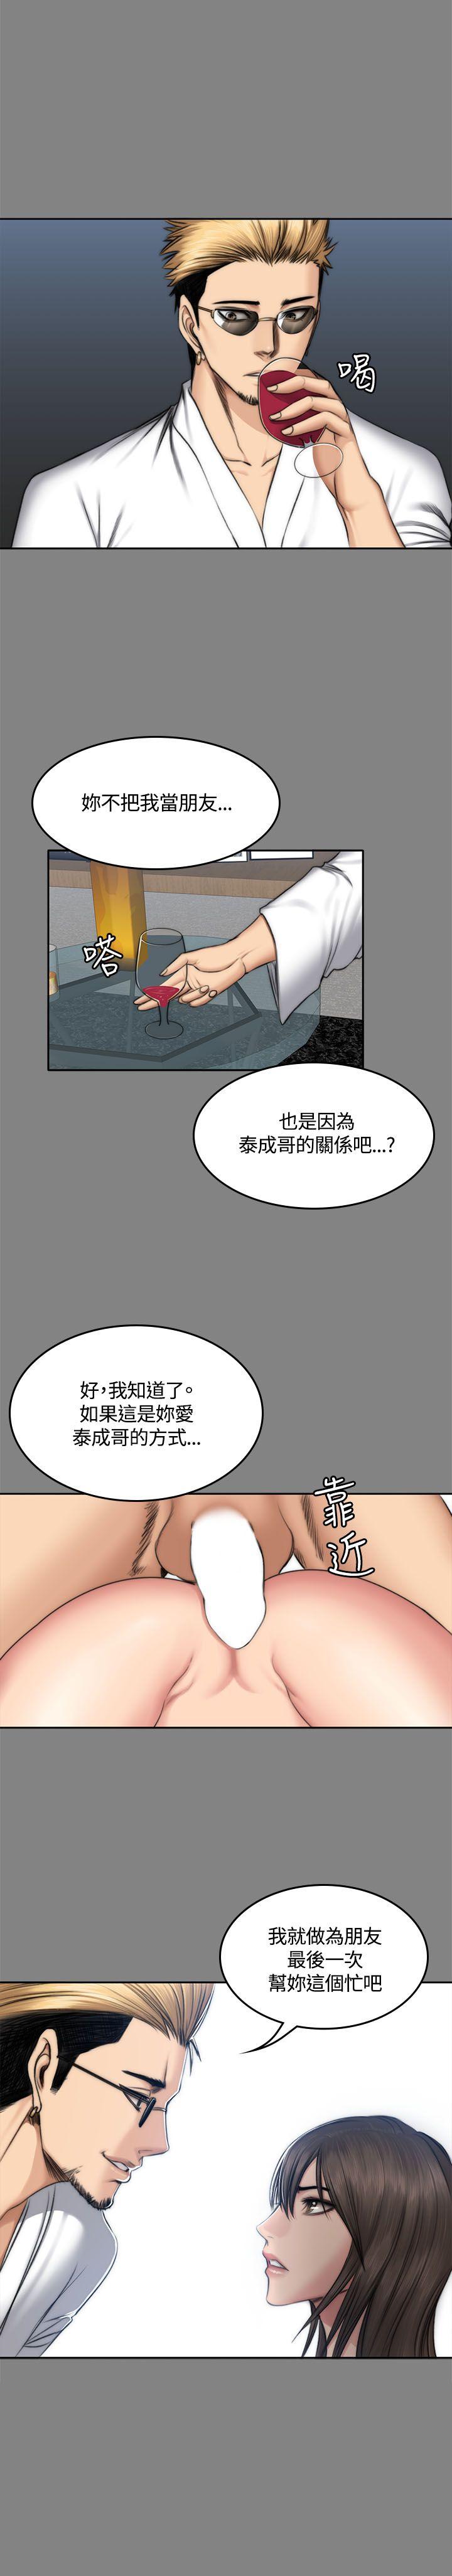 喝
妳不把我當朋友...
嗒
也是因為
泰成哥的關係吧...?
好,我知道了。
如果這是妳愛
泰成哥的方式...
靠近
我就做為朋友
最後一次
幫妳這個忙吧